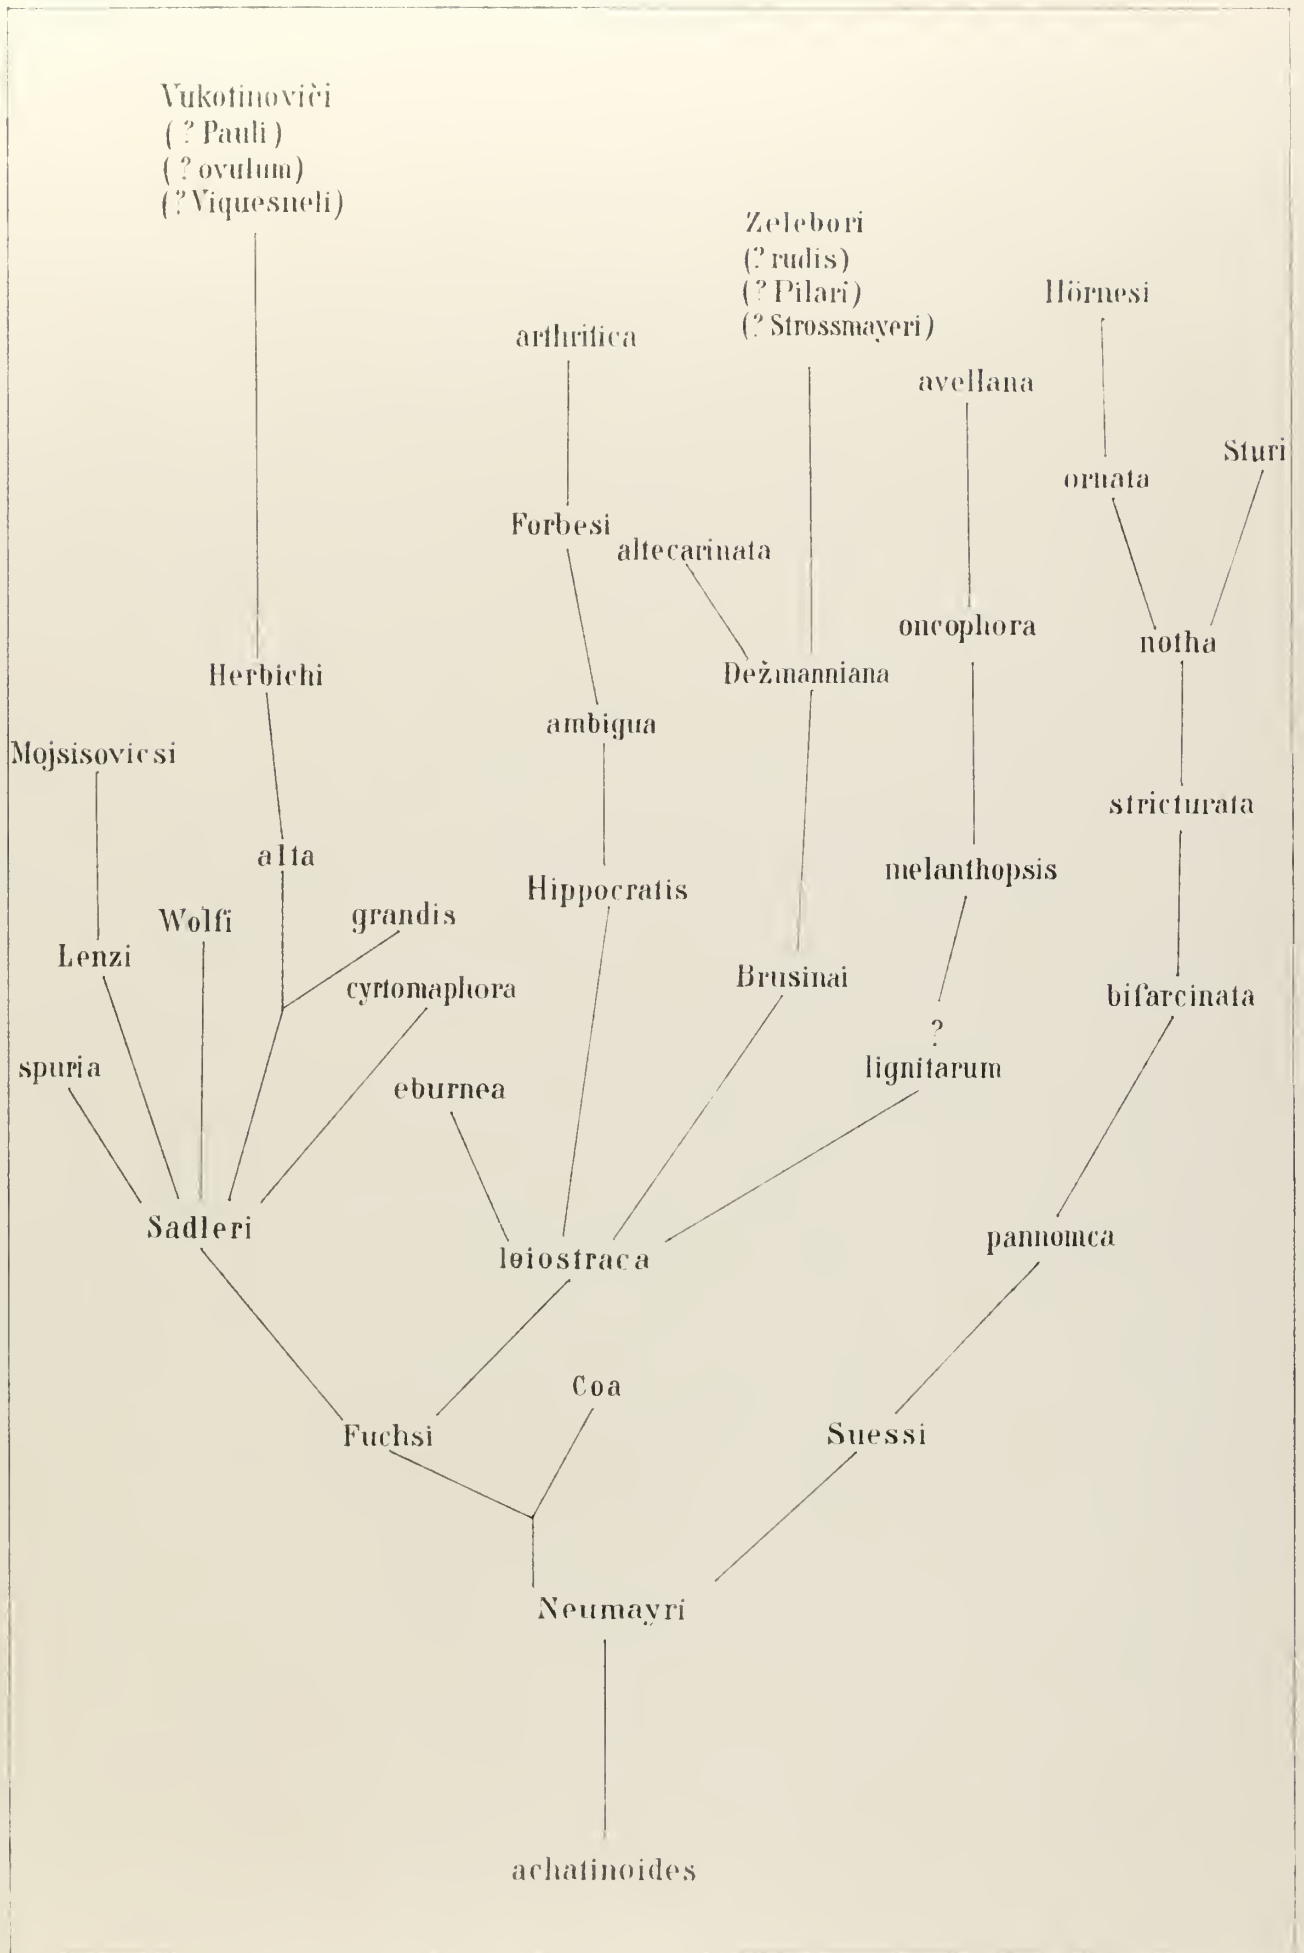 Vukotinovići
(? Pauli)
(? ovulum)
(? Viquesneli)
Zelebori
(? rudis)
(? Pilari)
(? Strossmayeri)
Hörnesi
arthritica
avellana
Sturi
ornata
Forbesi
altecarinata
oncophora
notha
Herbichi
Dežmanniana
ambigua
Mojsisovicsi
stricturata
alta
melanthopsis
Hippocratis
grandis
Wolfi
Lenzi
Brusinai
cyrtomaphora
bifarcinata
?
spuria
lignitarum
eburnea
Sadleri
pannonica
leiostraca
Coa
Fuchsi
Suessi
Neumayri
achatinoides